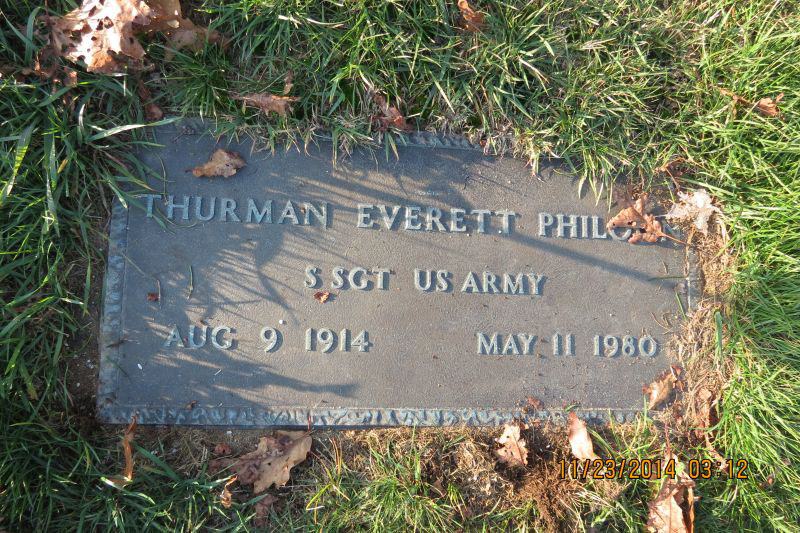 THURMAN EVERETT
S SGT US ARMY
AUG 9 1914 MAY 11 1980
11/23/2014 03:12